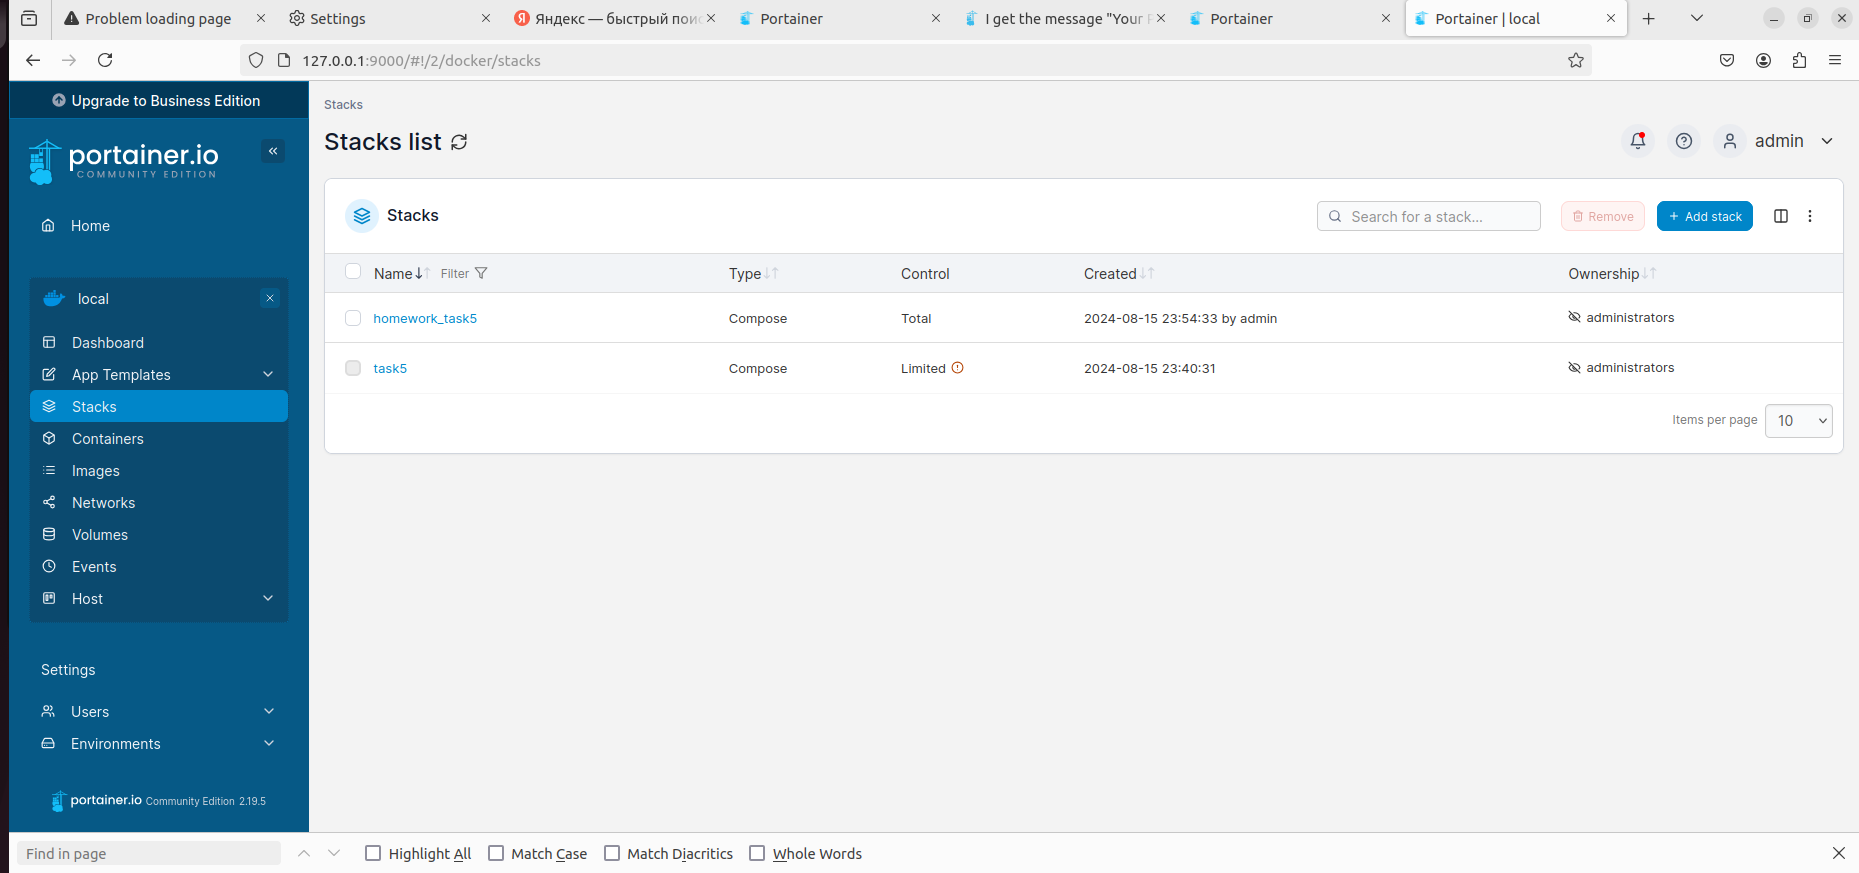 Problem loading page
Settings
Яндекс — быстрый пои
Portainer
I get the message "Your
Portainer
Portainer | local
127.0.0.1:9000/#!/2/docker/stacks
Upgrade to Business Edition
portainer.io
COMMUNITY EDITION
Home
local
Dashboard
App Templates
Stacks
Containers
Images
Networks
Volumes
Events
Host
Settings
Users
Environments
portainer.io Community Edition 2.19.5
Stacks
Stacks list
admin
Stacks
Search for a stack...
Remove
+ Add stack
Name Filter Type Control Created Ownership
homework_task5 Compose Total 2024-08-15 23:54:33 by admin administrators
task5 Compose Limited 2024-08-15 23:40:31 administrators
Items per page 10
Find in page
Highlight All
Match Case
Match Diacritics
Whole Words